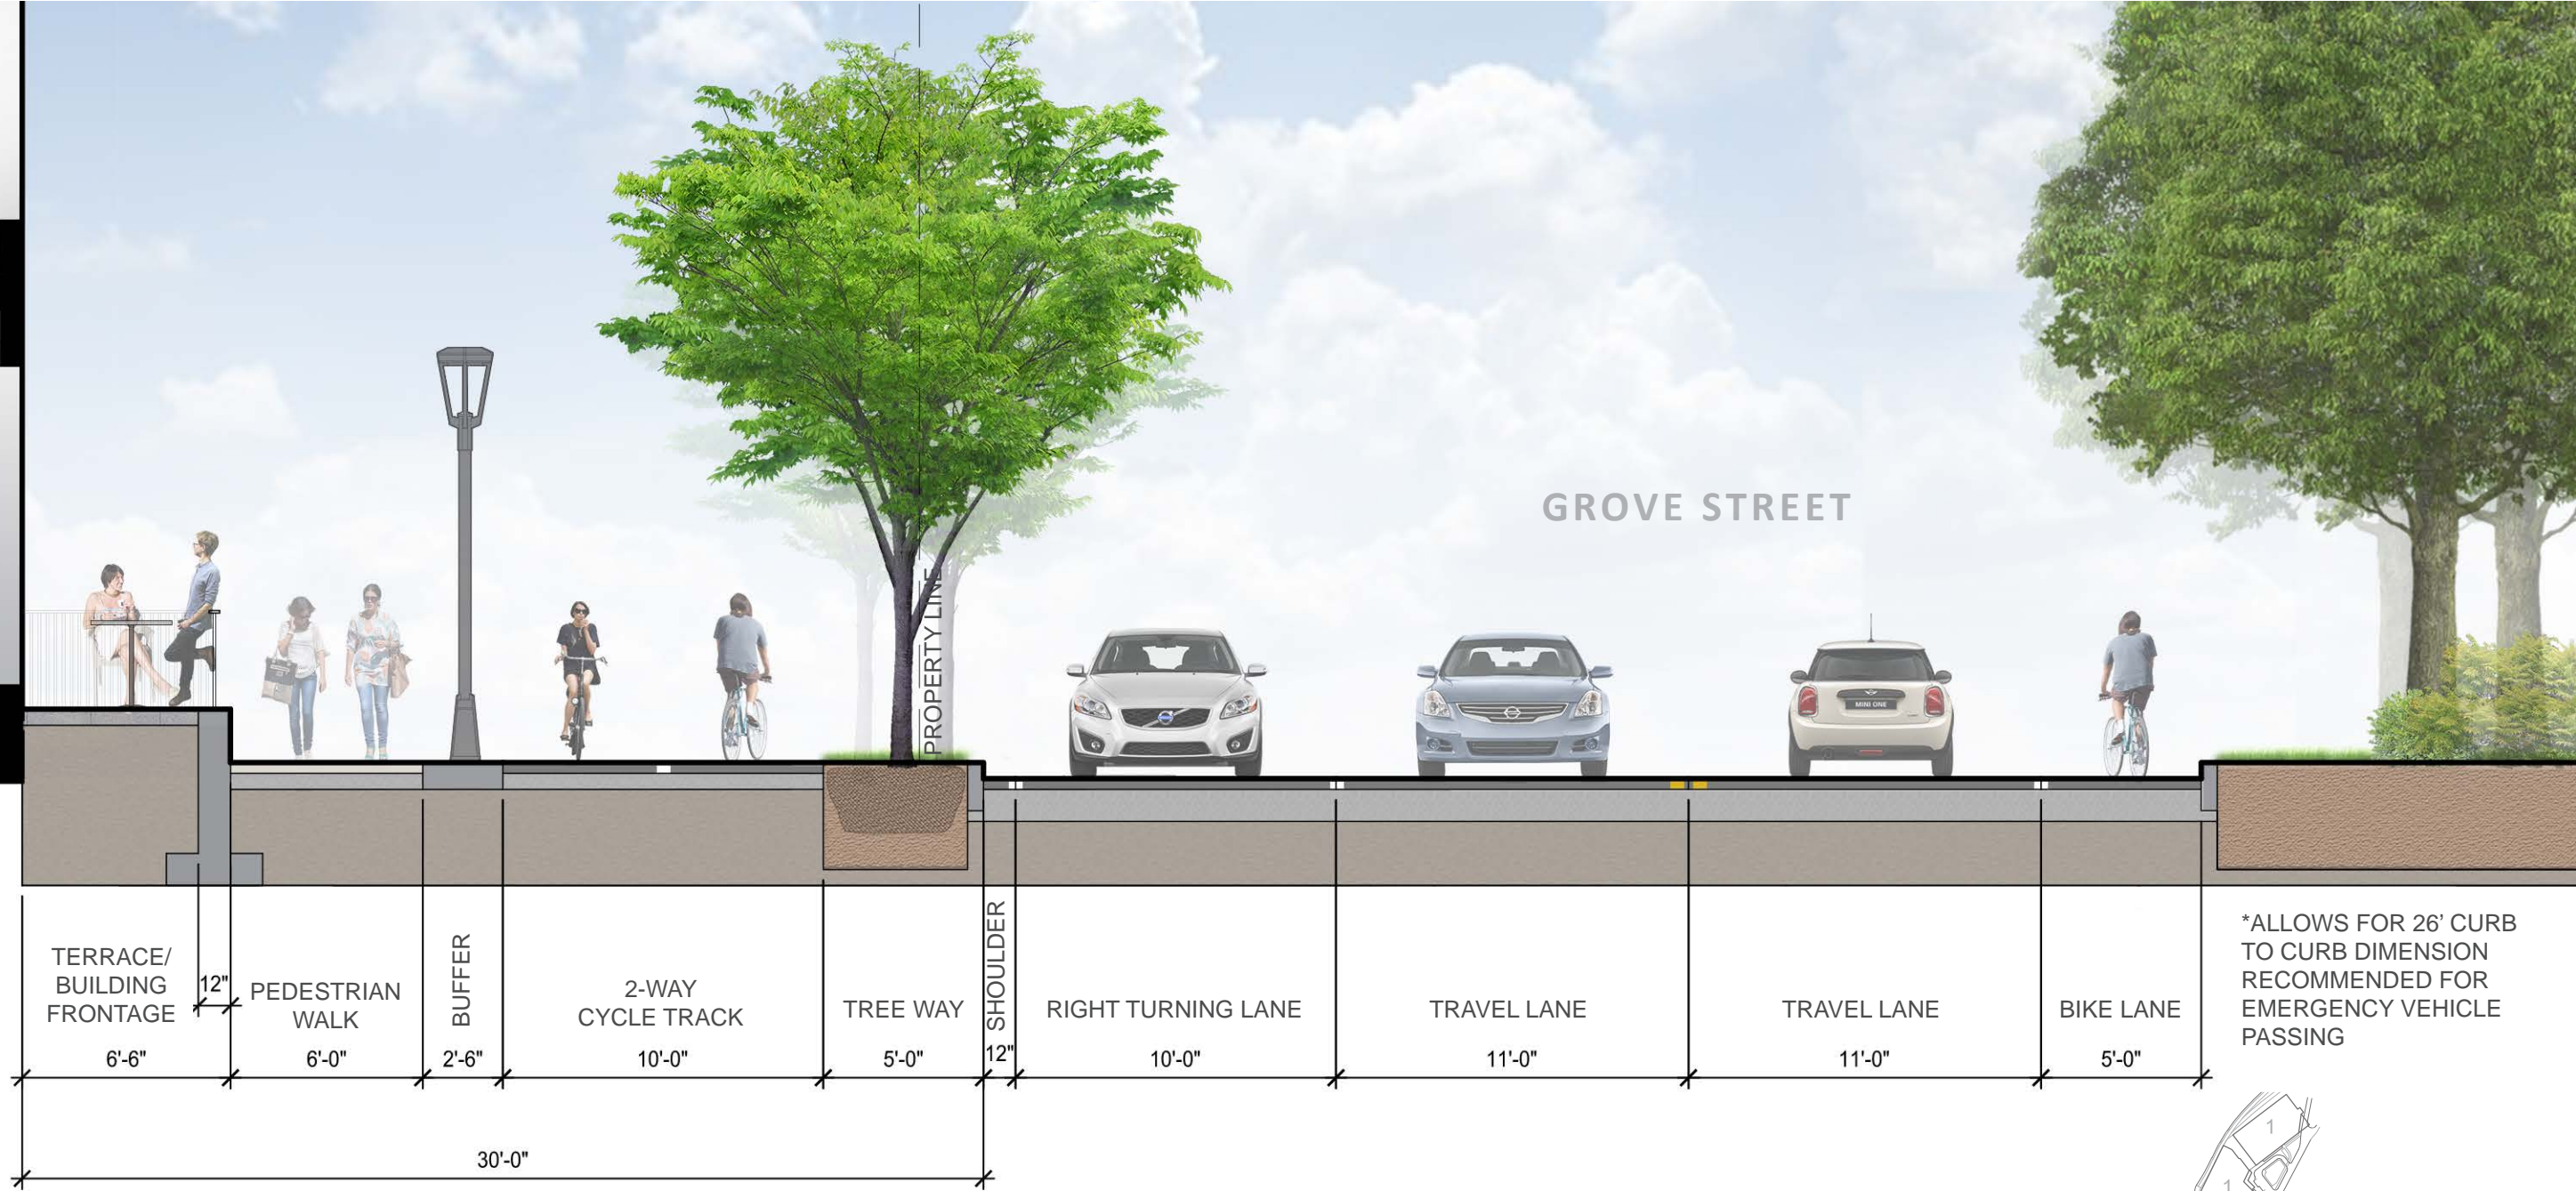 GROVE STREET
PROPERTY LINE
MINI ONE
TERRACE/
BUILDING
FRONTAGE
6'-6"
12"
PEDESTRIAN
WALK
6'-0"
BUFFER
2'-6"
2-WAY
CYCLE TRACK
10'-0"
TREE WAY
5'-0"
SHOULDER
12"
RIGHT TURNING LANE
10'-0"
TRAVEL LANE
11'-0"
TRAVEL LANE
11'-0"
BIKE LANE
5'-0"
*ALLOWS FOR 26’ CURB
TO CURB DIMENSION
RECOMMENDED FOR
EMERGENCY VEHICLE
PASSING
30'-0"
1
1